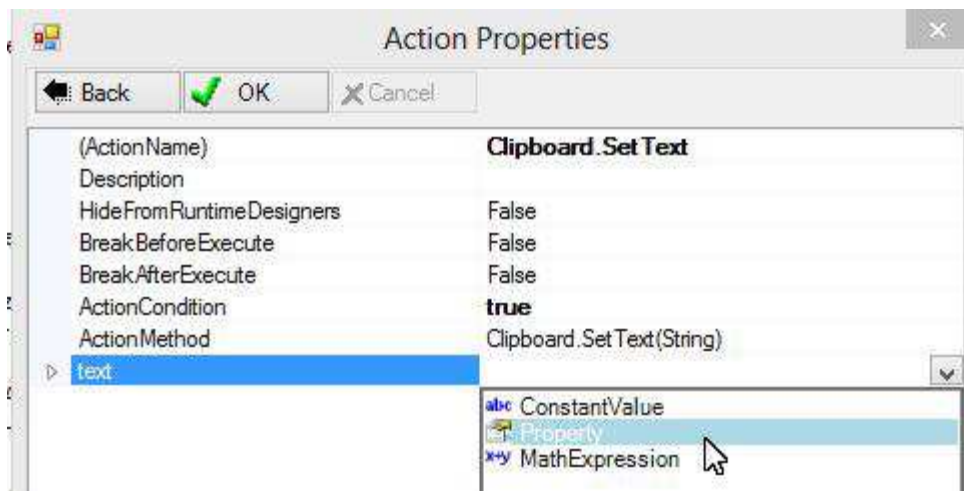 Action Properties
Back OK Cancel
(ActionName) Clipboard.SetText
Description
HideFromRuntimeDesigners False
BreakBeforeExecute False
BreakAfterExecute False
ActionCondition true
ActionMethod Clipboard.SetText(String)
text
abc ConstantValue
Property
x+y MathExpression